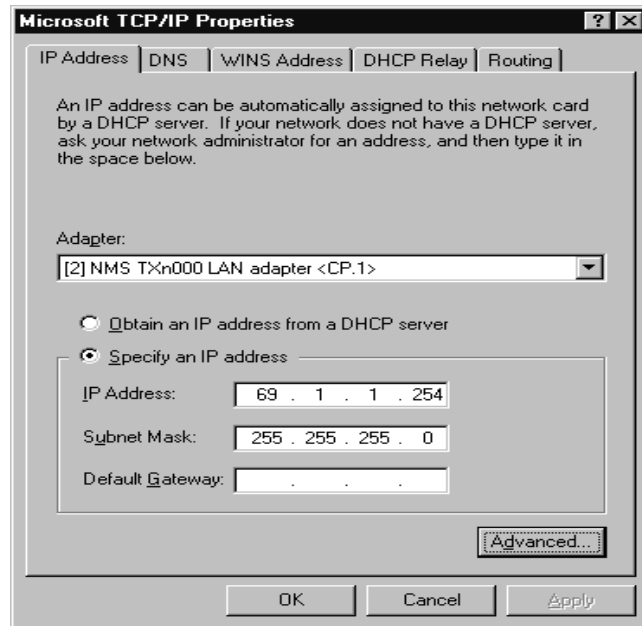 Microsoft TCP/IP Properties
IP Address DNS WINS Address DHCP Relay Routing
An IP address can be automatically assigned to this network card
by a DHCP server. If your network does not have a DHCP server,
ask your network administrator for an address, and then type it in
the space below.
Adapter:
[2] NMS TXn000 LAN adapter <CP.1>
Obtain an IP address from a DHCP server
Specify an IP address
IP Address: 69 . 1 . 1 . 254
Subnet Mask: 255 . 255 . 255 . 0
Default Gateway: . . .
Advanced...
OK Cancel Apply